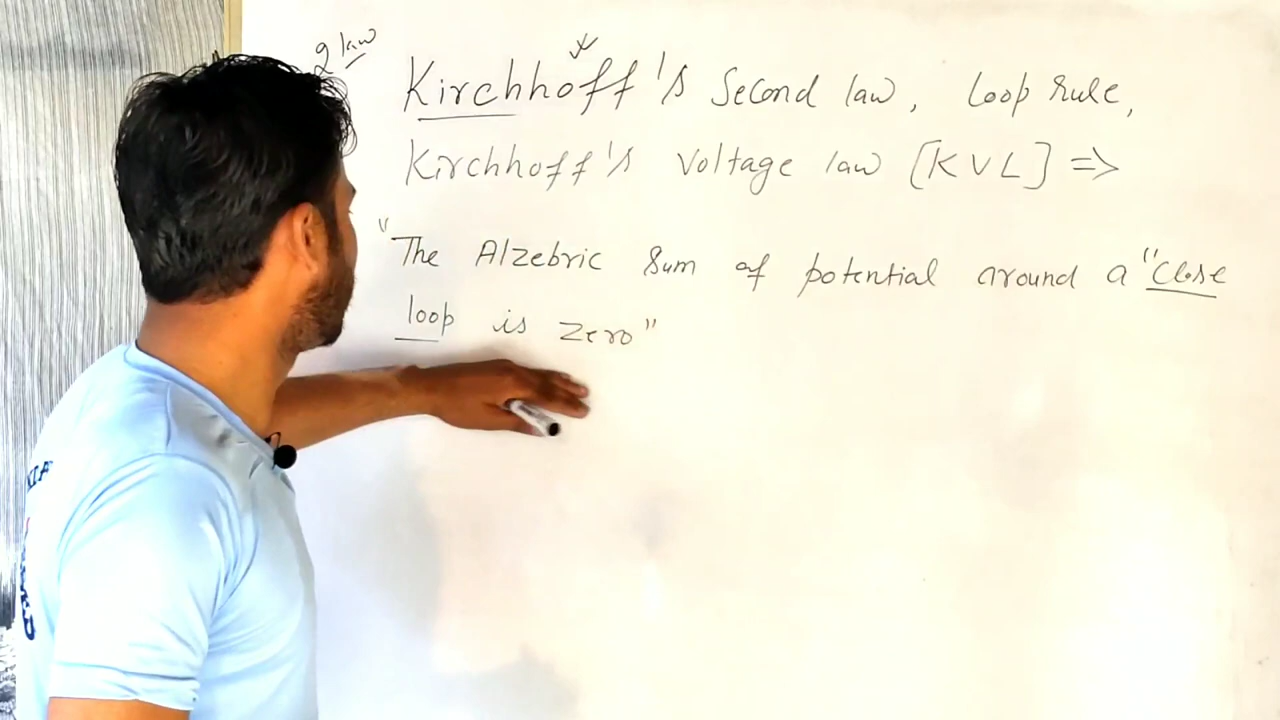 2 law
Kirchhoff's Second law, Loop rule,
Kirchhoff's Voltage law [KVL] =>
"The Alzebric Sum of potential around a "Close
loop is zero"